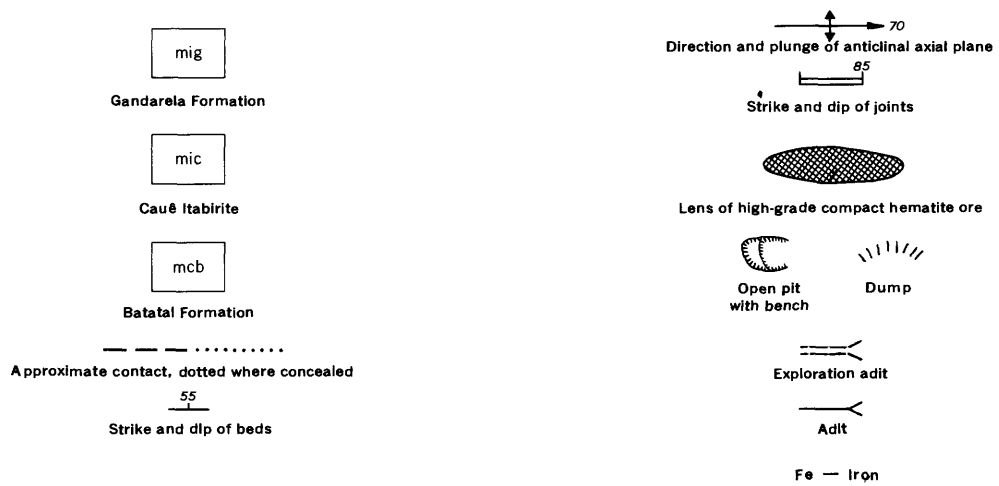 mig
Gandarela Formation
mic
Cauê Itabirite
mcb
Batatal Formation
Approximate contact, dotted where concealed
55
Strike and dip of beds
70
Direction and plunge of anticlinal axial plane
85
Strike and dip of joints
Lens of high-grade compact hematite ore
Open pit
with bench
Dump
Exploration adit
Adit
Fe — Iron